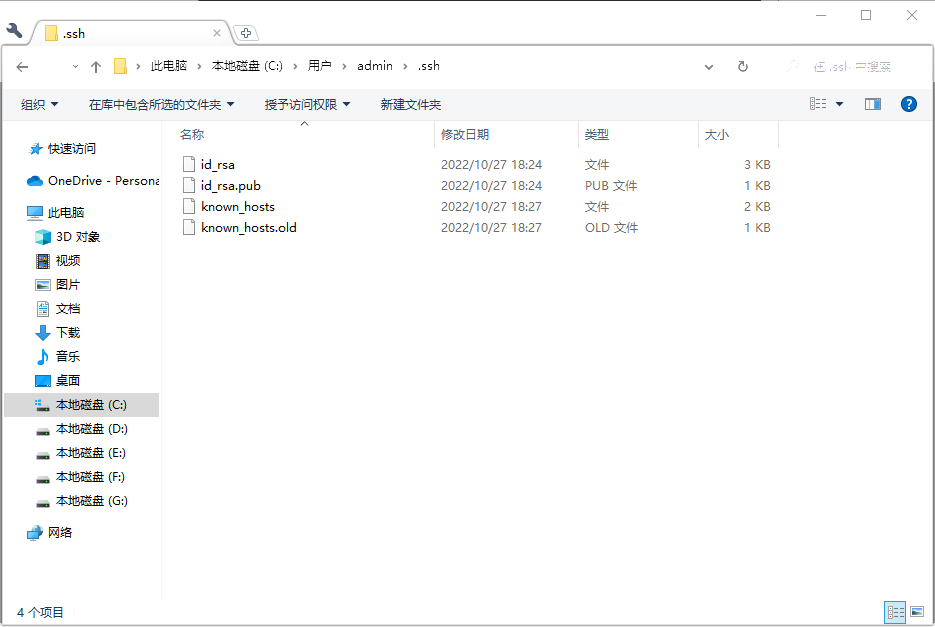 .ssh
此电脑 本地磁盘 (C:) 用户 admin .ssh
在 .ssh 中搜索
组织 在库中包含所选的文件夹 授予访问权限 新建文件夹
快速访问
OneDrive - Persona
此电脑
3D 对象
视频
图片
文档
下载
音乐
桌面
本地磁盘 (C:)
本地磁盘 (D:)
本地磁盘 (E:)
本地磁盘 (F:)
本地磁盘 (G:)
网络
名称 修改日期 类型 大小
id_rsa 2022/10/27 18:24 文件 3 KB
id_rsa.pub 2022/10/27 18:24 PUB 文件 1 KB
known_hosts 2022/10/27 18:27 文件 2 KB
known_hosts.old 2022/10/27 18:27 OLD 文件 1 KB
4 个项目